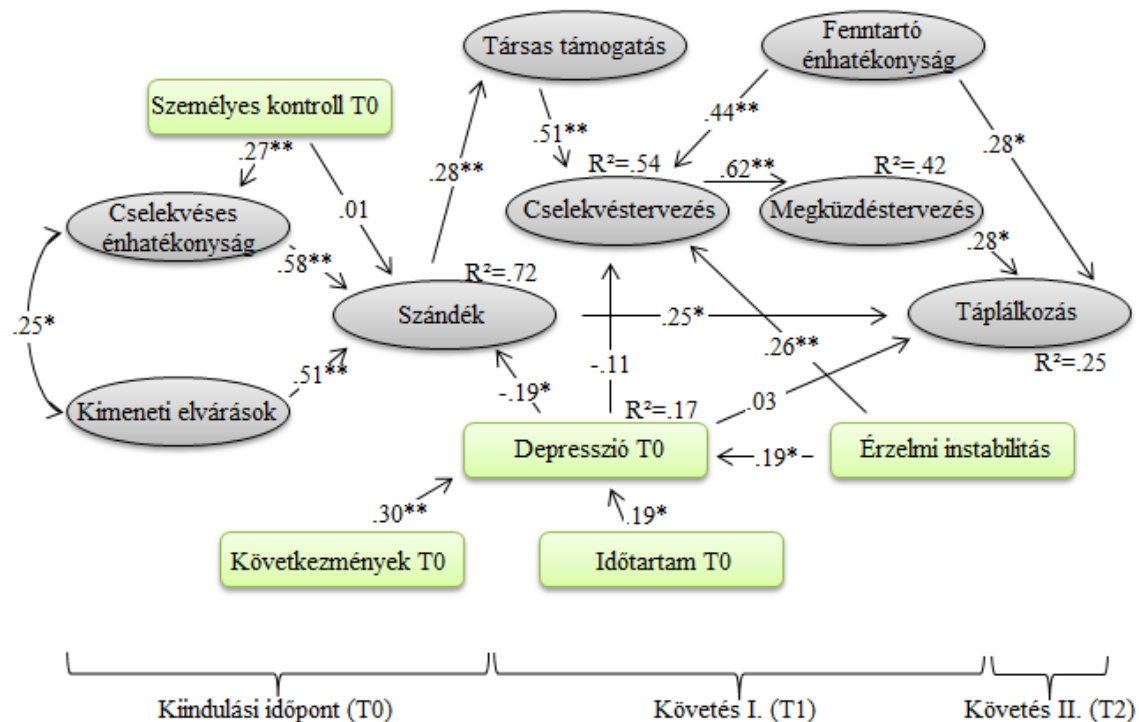 Társas támogatás
Fenntartó
énhatékonyság
Személyes kontroll T0
.27**
.51**
.44**
.28*
.28**
R²=.54
.62**
R²=.42
.01
Cselekvéses
énhatékonyság
Cselekvéstervezés
Megküzdéstervezés
.58**
.28*
R²=.72
Szándék
.25*
Táplálkozás
.25*
.26**
-.11
R²=.25
.51**
-.19*
Kimeneti elvárások
R²=.17
.03
Depresszió T0
.19*
Érzelmi instabilitás
.30**
.19*
Következmények T0
Időtartam T0
Kiindulási időpont (T0)
Követés I. (T1)
Követés II. (T2)